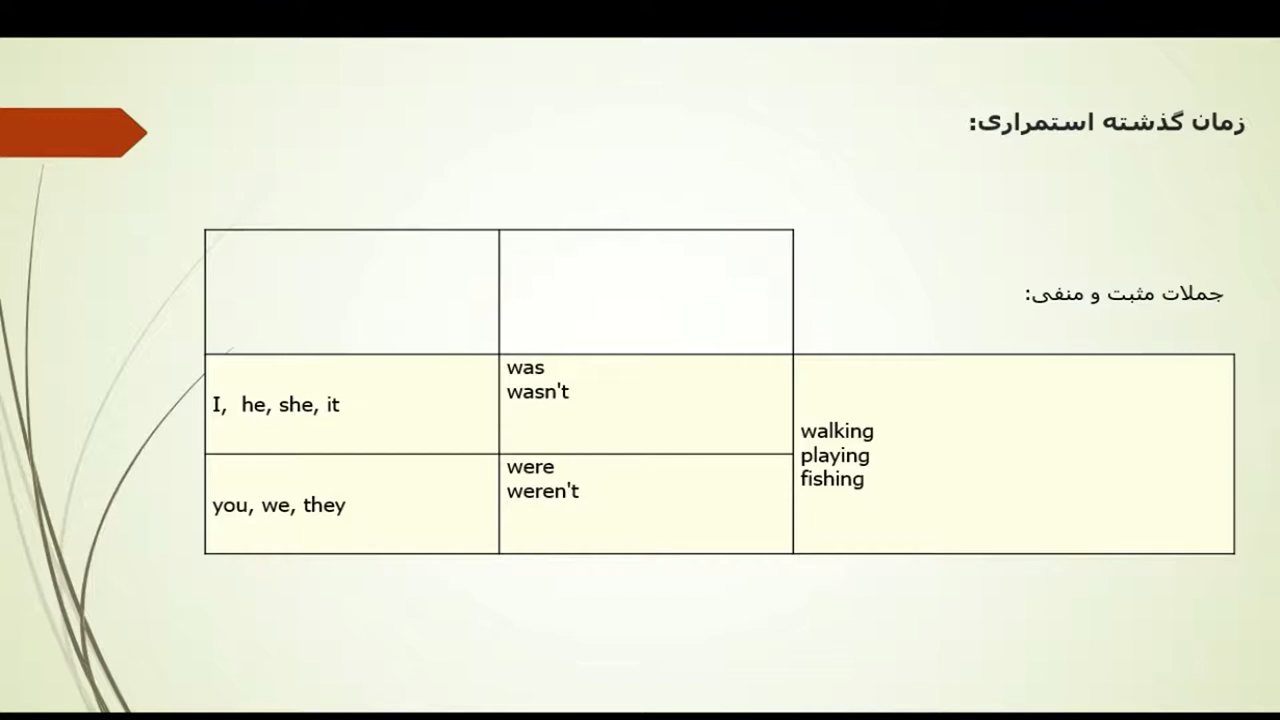 زمان گذشته استمراری:
جملات مثبت و منفی:
I,  he, she, it
was
wasn't
you, we, they
were
weren't
walking
playing
fishing